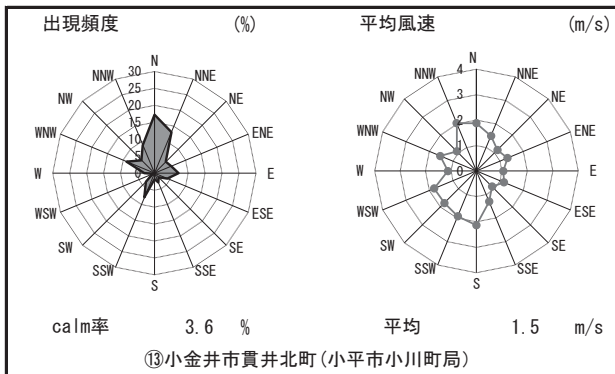 出現頻度 (%)
N
NNE
NE
ENE
E
ESE
SE
SSE
S
SSW
SW
WSW
W
WNW
NW
NNW
30
25
20
15
10
5
0
calm率 3.6 %
平均風速 (m/s)
N
NNE
NE
ENE
E
ESE
SE
SSE
S
SSW
SW
WSW
W
WNW
NW
NNW
4
3
2
1
0
平均 1.5 m/s
⑬小金井市貫井北町(小平市小川町局)